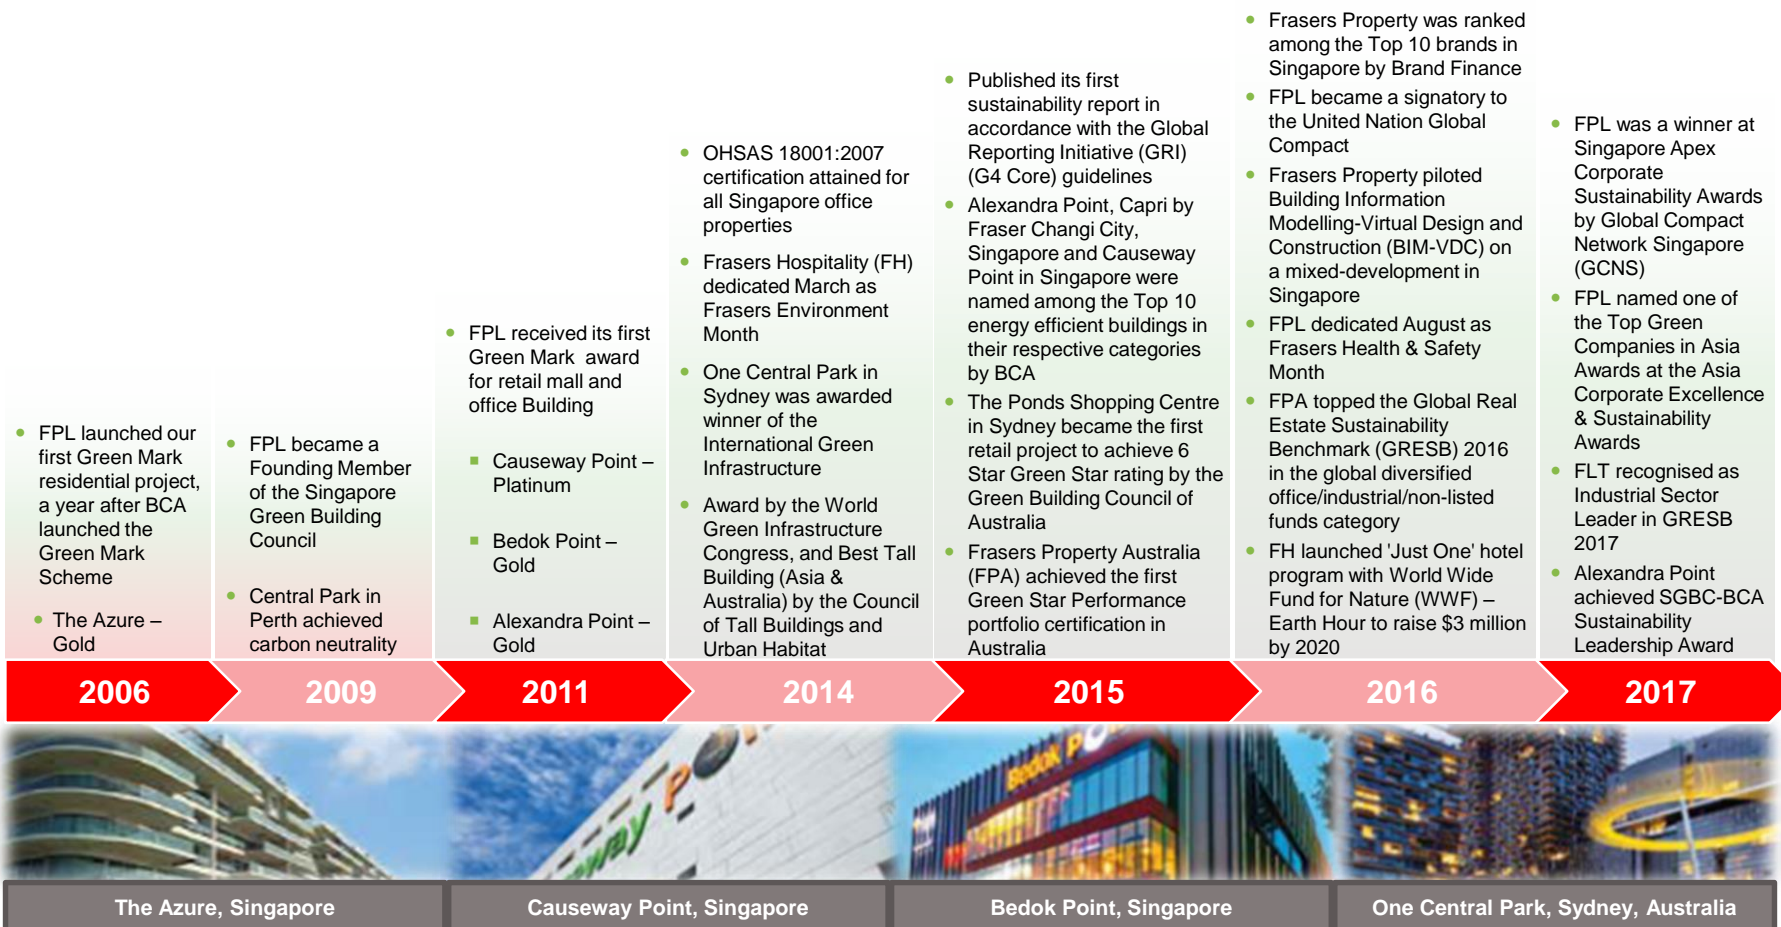 • FPL launched our
first Green Mark
residential project,
a year after BCA
launched the
Green Mark
Scheme
• The Azure –
Gold
2006
• FPL became a
Founding Member
of the Singapore
Green Building
Council
• Central Park in
Perth achieved
carbon neutrality
2009
• FPL received its first
Green Mark award
for retail mall and
office Building
▪ Causeway Point –
Platinum
▪ Bedok Point –
Gold
▪ Alexandra Point –
Gold
2011
• OHSAS 18001:2007
certification attained for
all Singapore office
properties
• Frasers Hospitality (FH)
dedicated March as
Frasers Environment
Month
• One Central Park in
Sydney was awarded
winner of the
International Green
Infrastructure
• Award by the World
Green Infrastructure
Congress, and Best Tall
Building (Asia &
Australia) by the Council
of Tall Buildings and
Urban Habitat
2014
• Published its first
sustainability report in
accordance with the Global
Reporting Initiative (GRI)
(G4 Core) guidelines
• Alexandra Point, Capri by
Fraser Changi City,
Singapore and Causeway
Point in Singapore were
named among the Top 10
energy efficient buildings in
their respective categories
by BCA
• The Ponds Shopping Centre
in Sydney became the first
retail project to achieve 6
Star Green Star rating by the
Green Building Council of
Australia
• Frasers Property Australia
(FPA) achieved the first
Green Star Performance
portfolio certification in
Australia
2015
• Frasers Property was ranked
among the Top 10 brands in
Singapore by Brand Finance
• FPL became a signatory to
the United Nation Global
Compact
• Frasers Property piloted
Building Information
Modelling-Virtual Design and
Construction (BIM-VDC) on
a mixed-development in
Singapore
• FPL dedicated August as
Frasers Health & Safety
Month
• FPA topped the Global Real
Estate Sustainability
Benchmark (GRESB) 2016
in the global diversified
office/industrial/non-listed
funds category
• FH launched 'Just One' hotel
program with World Wide
Fund for Nature (WWF) –
Earth Hour to raise $3 million
by 2020
2016
• FPL was a winner at
Singapore Apex
Corporate
Sustainability Awards
by Global Compact
Network Singapore
(GCNS)
• FPL named one of
the Top Green
Companies in Asia
Awards at the Asia
Corporate Excellence
& Sustainability
Awards
• FLT recognised as
Industrial Sector
Leader in GRESB
2017
• Alexandra Point
achieved SGBC-BCA
Sustainability
Leadership Award
2017
Bedok
The Azure, Singapore
Causeway Point, Singapore
Bedok Point, Singapore
One Central Park, Sydney, Australia